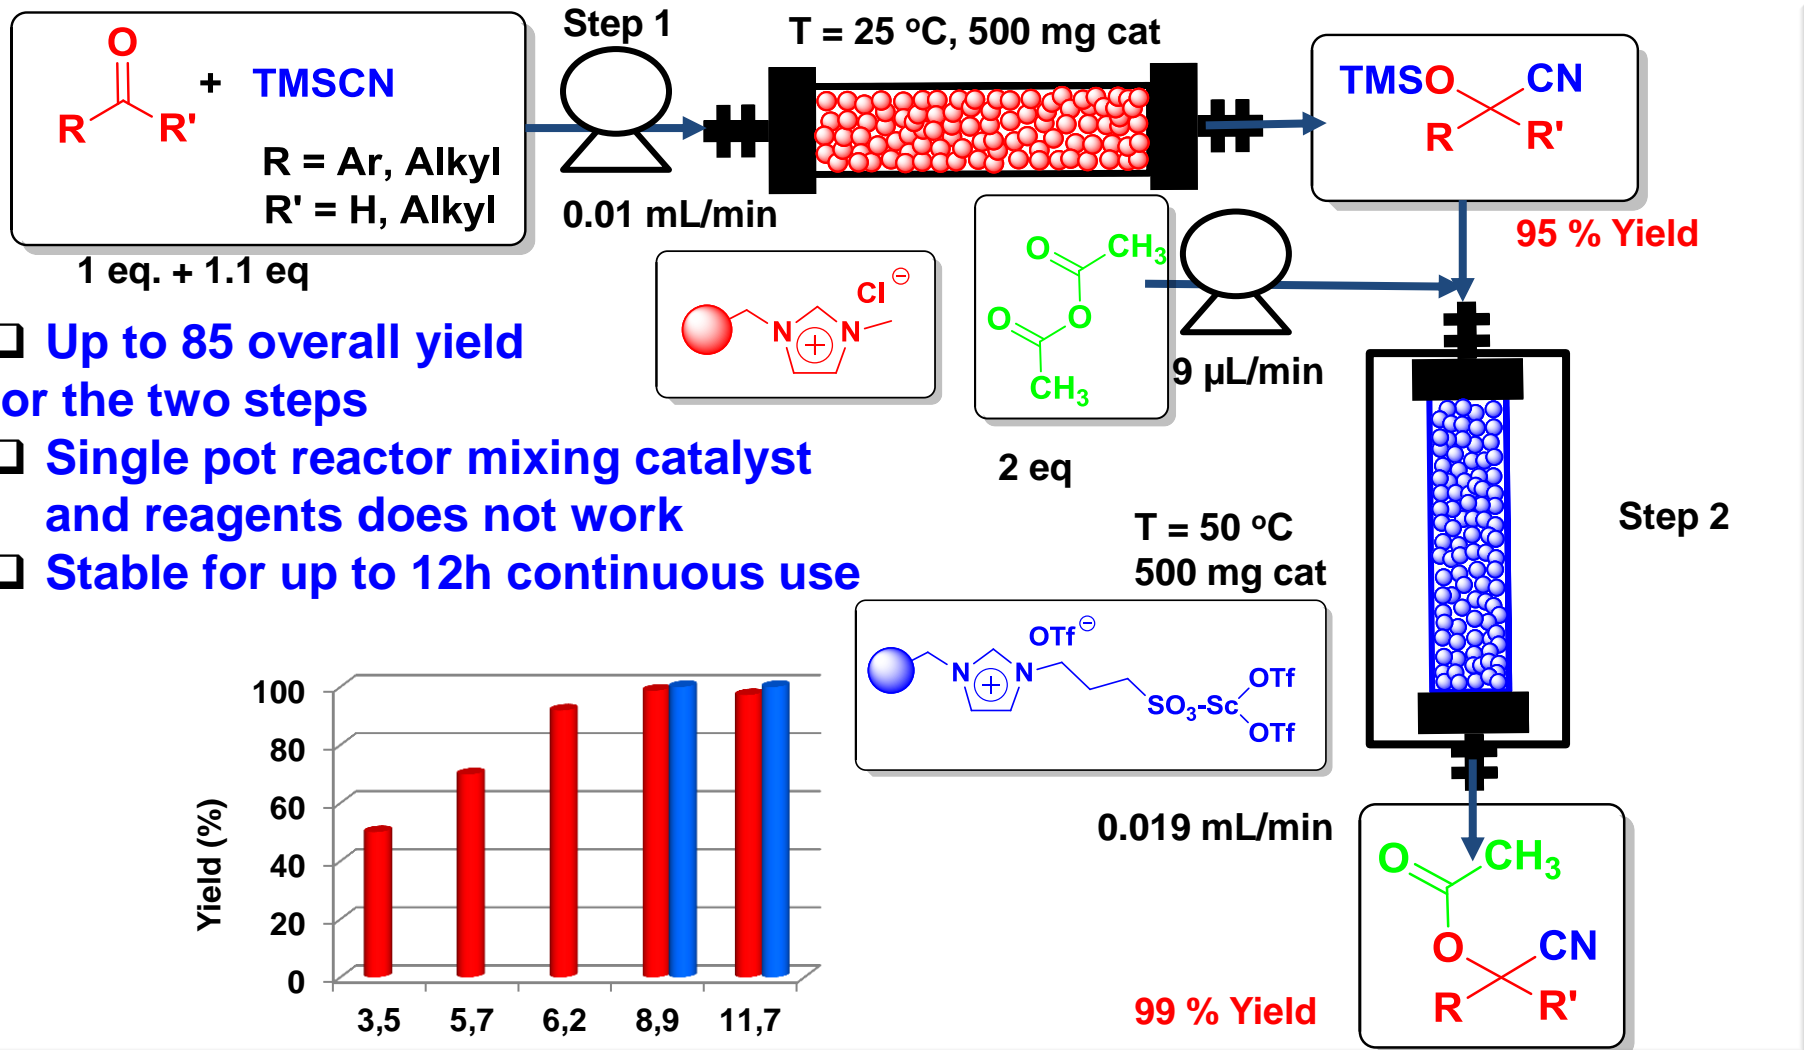 Step 1
T = 25 °C, 500 mg cat
O
R
R'
+
TMSCN
R = Ar, Alkyl
R' = H, Alkyl
0.01 mL/min
1 eq. + 1.1 eq
TMSO
CN
R
R'
95 % Yield
N
N
Cl ⊖
+
O
CH3
O
O
CH3
9 µL/min
2 eq
❑ Up to 85 overall yield
or the two steps
❑ Single pot reactor mixing catalyst
and reagents does not work
❑ Stable for up to 12h continuous use
T = 50 °C
500 mg cat
Step 2
OTf ⊖
N
N
+
SO3-Sc
OTf
OTf
0.019 mL/min
O
CH3
O
CN
R
R'
99 % Yield
Yield (%)
100
80
60
40
20
0
3,5 5,7 6,2 8,9 11,7